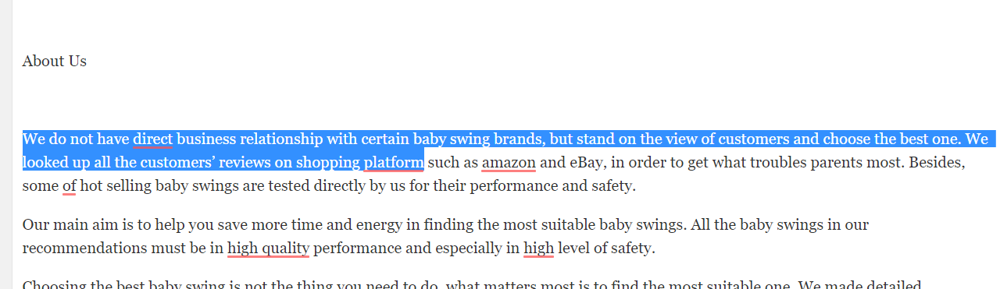 About Us
We do not have direct business relationship with certain baby swing brands, but stand on the view of customers and choose the best one. We
looked up all the customers’ reviews on shopping platform such as amazon and eBay, in order to get what troubles parents most. Besides,
some of hot selling baby swings are tested directly by us for their performance and safety.
Our main aim is to help you save more time and energy in finding the most suitable baby swings. All the baby swings in our
recommendations must be in high quality performance and especially in high level of safety.
Choosing the best baby swing is not the thing you need to do, what matters most is to find the most suitable one. We made detailed